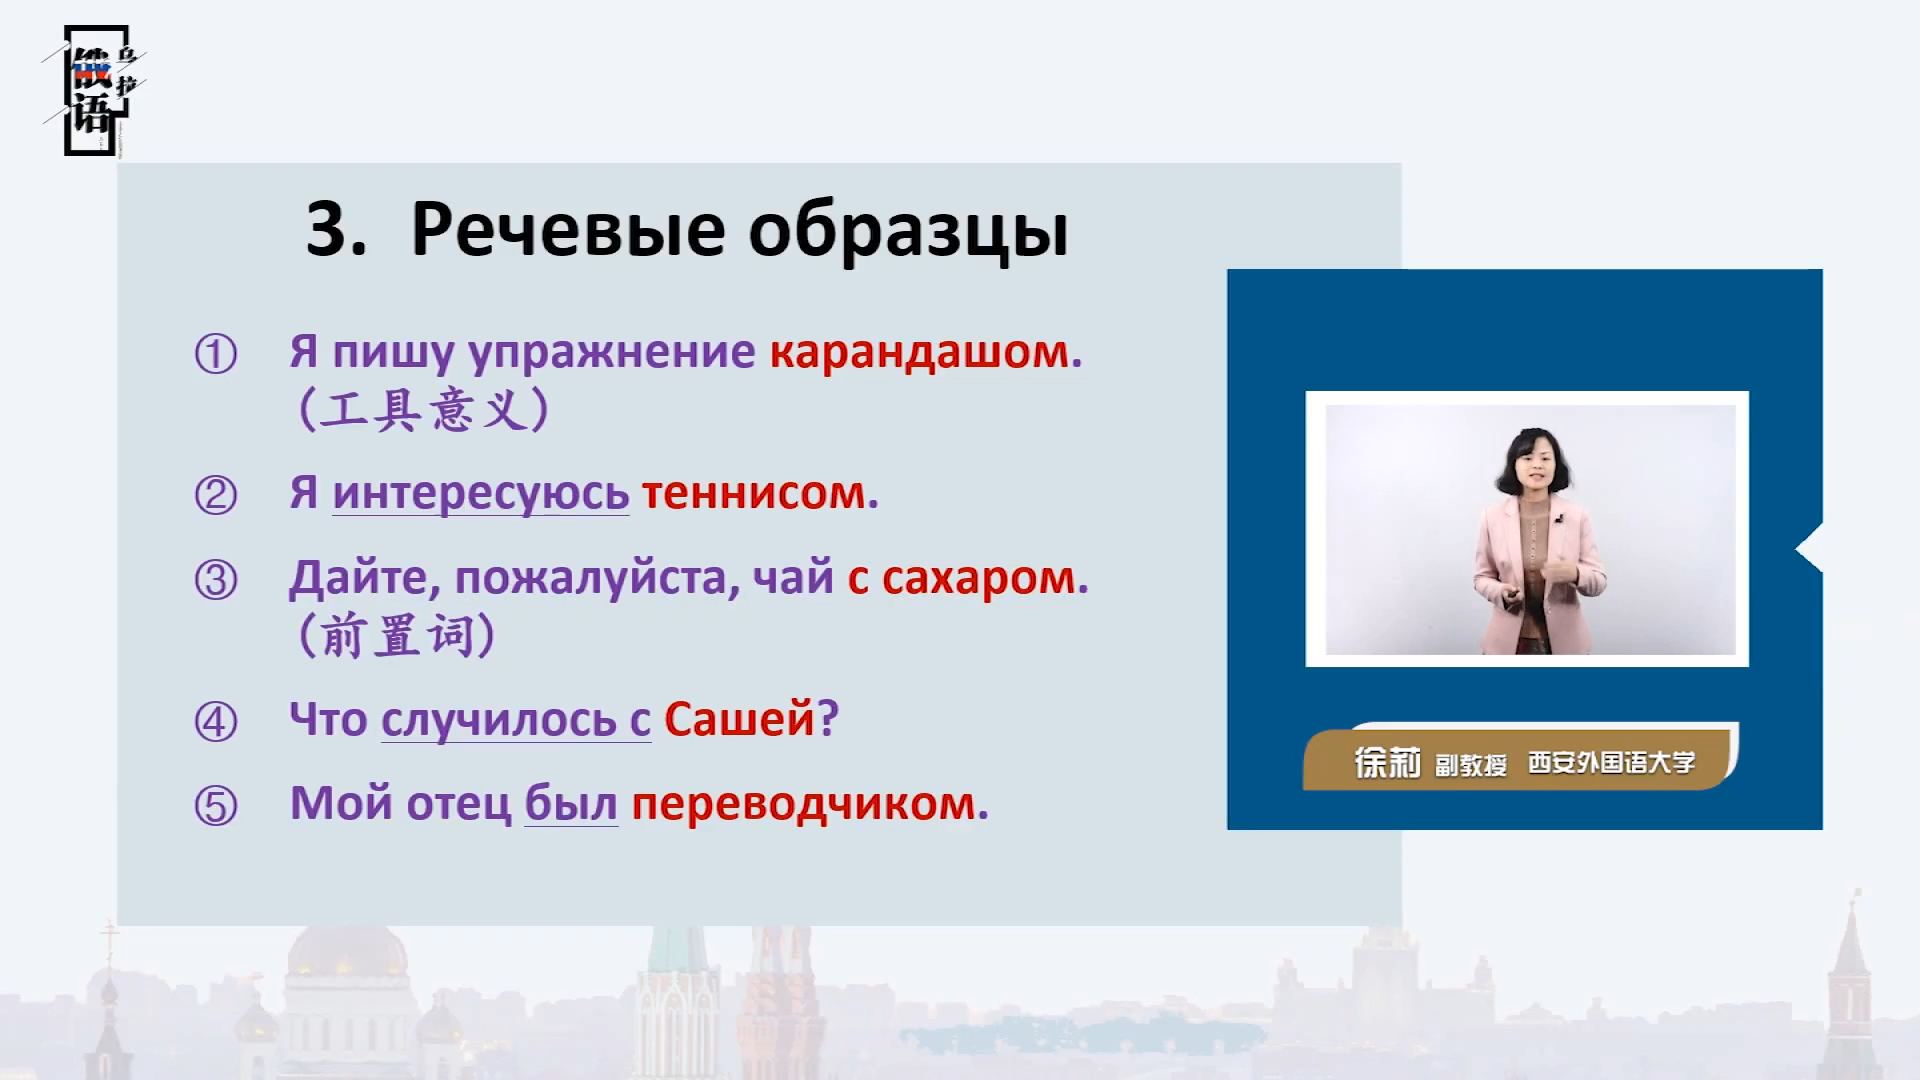 乌拉
俄语
3. Речевые образцы
① Я пишу упражнение карандашом.
(工具意义)
② Я интересуюсь теннисом.
③ Дайте, пожалуйста, чай с сахаром.
(前置词)
④ Что случилось с Сашей?
⑤ Мой отец был переводчиком.
徐莉 副教授 西安外国语大学